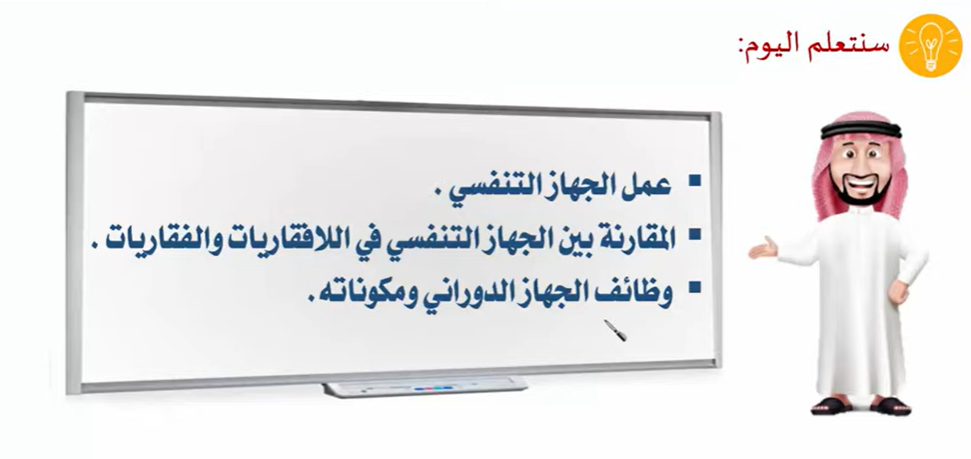 سنتعلم اليوم:
▪ عمل الجهاز التنفسي .
▪ المقارنة بين الجهاز التنفسي في اللافقاريات والفقاريات .
▪ وظائف الجهاز الدوراني ومكوناته .